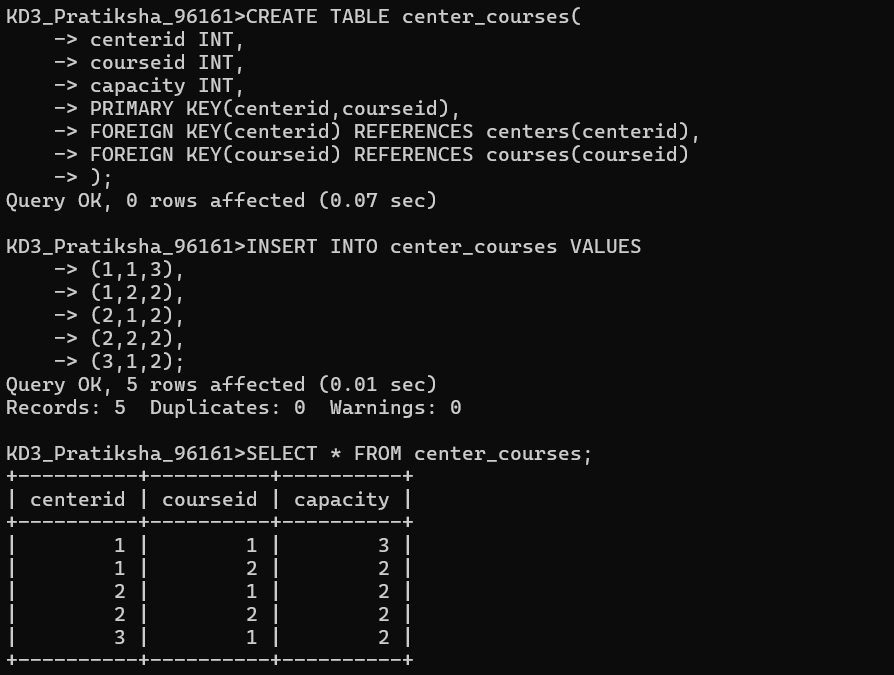 KD3_Pratiksha_96161>CREATE TABLE center_courses(
    -> centerid INT,
    -> courseid INT,
    -> capacity INT,
    -> PRIMARY KEY(centerid,courseid),
    -> FOREIGN KEY(centerid) REFERENCES centers(centerid),
    -> FOREIGN KEY(courseid) REFERENCES courses(courseid)
    -> );
Query OK, 0 rows affected (0.07 sec)

KD3_Pratiksha_96161>INSERT INTO center_courses VALUES
    -> (1,1,3),
    -> (1,2,2),
    -> (2,1,2),
    -> (2,2,2),
    -> (3,1,2);
Query OK, 5 rows affected (0.01 sec)
Records: 5  Duplicates: 0  Warnings: 0

KD3_Pratiksha_96161>SELECT * FROM center_courses;
+----------+----------+----------+
| centerid | courseid | capacity |
+----------+----------+----------+
|        1 |        1 |        3 |
|        1 |        2 |        2 |
|        2 |        1 |        2 |
|        2 |        2 |        2 |
|        3 |        1 |        2 |
+----------+----------+----------+